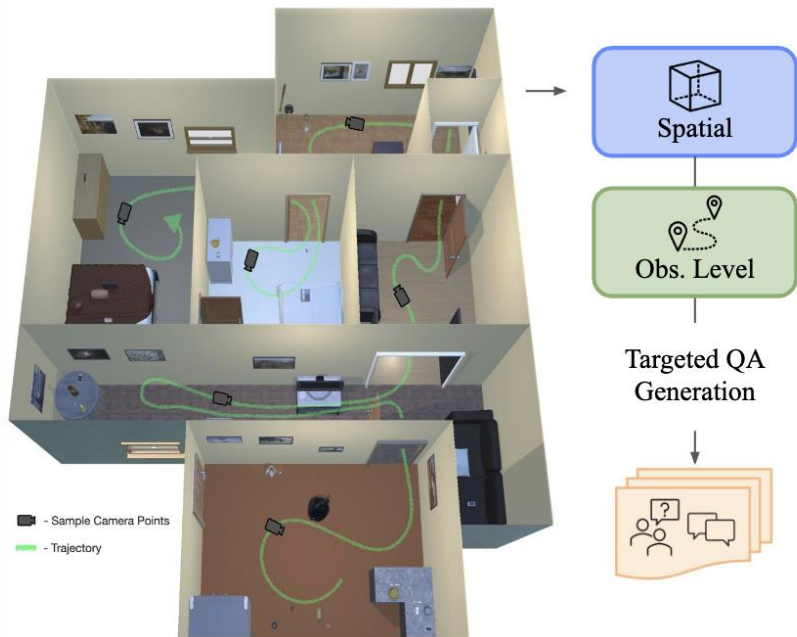 Spatial
Obs. Level
Targeted QA
Generation
- Sample Camera Points
- Trajectory
?